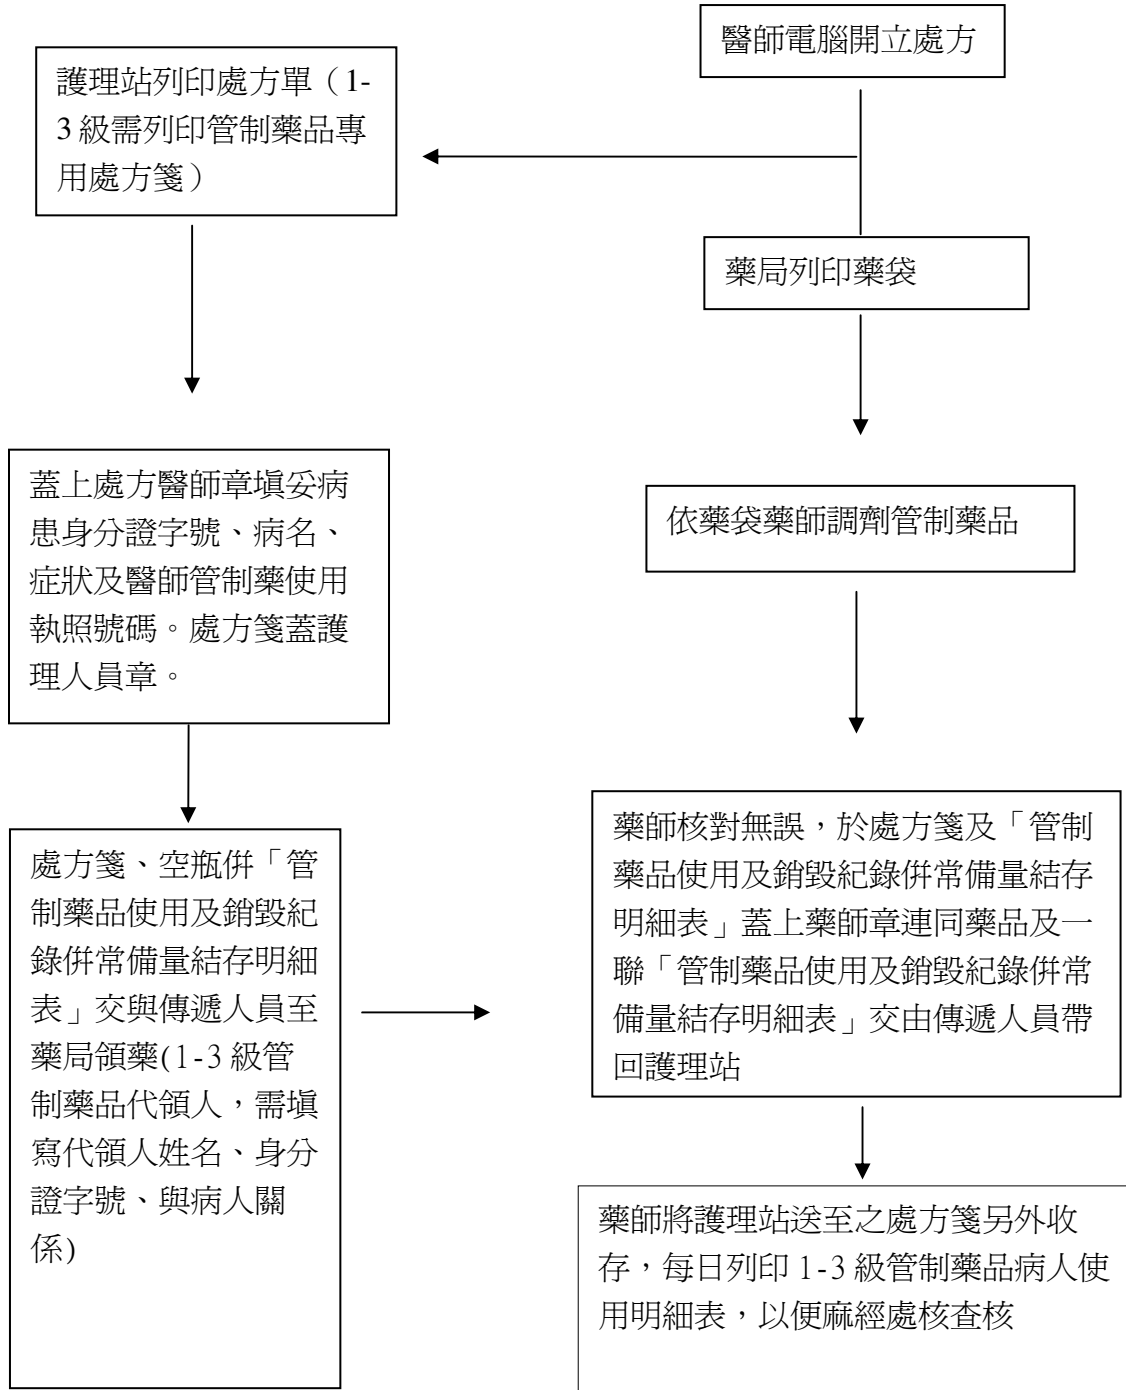 醫師電腦開立處方
護理站列印處方單（1-
3級需列印管制藥品專
用處方箋）
藥局列印藥袋
蓋上處方醫師章填妥病
患身分證字號、病名、
症狀及醫師管制藥使用
執照號碼。處方箋蓋護
理人員章。
依藥袋藥師調劑管制藥品
處方箋、空瓶併「管
制藥品使用及銷毀紀
錄併常備量結存明細
表」交與傳遞人員至
藥局領藥(1-3級管
制藥品代領人，需填
寫代領人姓名、身分
證字號、與病人關
係)
藥師核對無誤，於處方箋及「管制
藥品使用及銷毀紀錄併常備量結存
明細表」蓋上藥師章連同藥品及一
聯「管制藥品使用及銷毀紀錄併常
備量結存明細表」交由傳遞人員帶
回護理站
藥師將護理站送至之處方箋另外收
存，每日列印1-3級管制藥品病人使
用明細表，以便麻經處核查核